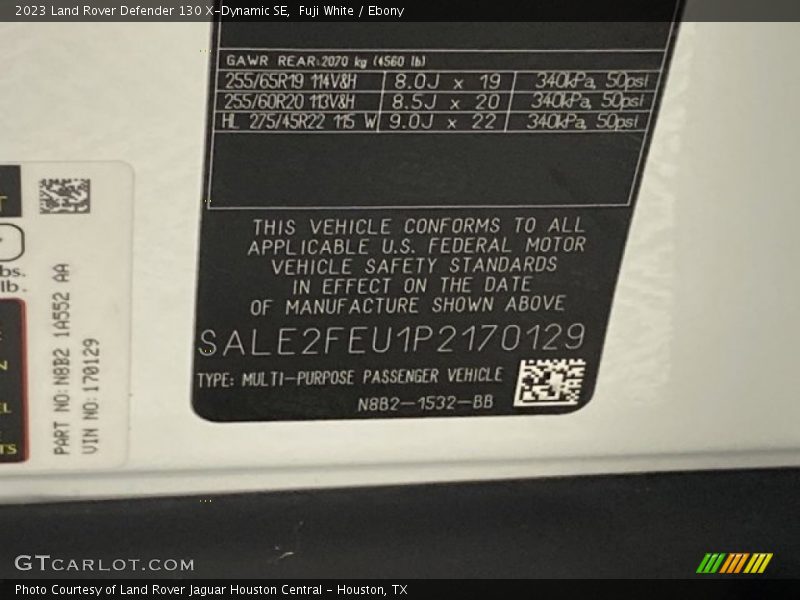 2023 Land Rover Defender 130 X-Dynamic SE, Fuji White / Ebony
GAWR REAR:2070 kg (4560 lb)
255/65R19 114V&H 8.0J x 19 340kPa, 50psi
255/60R20 113V&H 8.5J x 20 340kPa, 50psi
HL 275/45R22 115 W 9.0J x 22 340kPa, 50psi
THIS VEHICLE CONFORMS TO ALL
APPLICABLE U.S. FEDERAL MOTOR
VEHICLE SAFETY STANDARDS
IN EFFECT ON THE DATE
OF MANUFACTURE SHOWN ABOVE
SALE2FEU1P2170129
TYPE: MULTI-PURPOSE PASSENGER VEHICLE
N8B2-1532-BB
bs.
lb.
PART NO:N8B2 1A552 AA
VIN NO:170129
GTCARLOT.COM
Photo Courtesy of Land Rover Jaguar Houston Central - Houston, TX